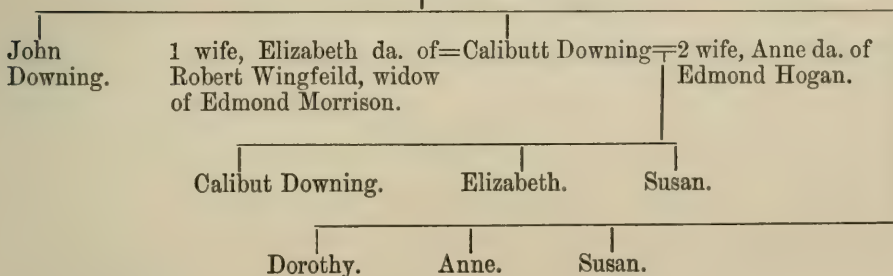 John 1 wife, Elizabeth da. of=Calibutt Downing=2 wife, Anne da. of
Downing. Robert Wingfeild, widow Edmond Hogan.
of Edmond Morrison.
Calibut Downing. Elizabeth. Susan.
Dorothy. Anne. Susan.